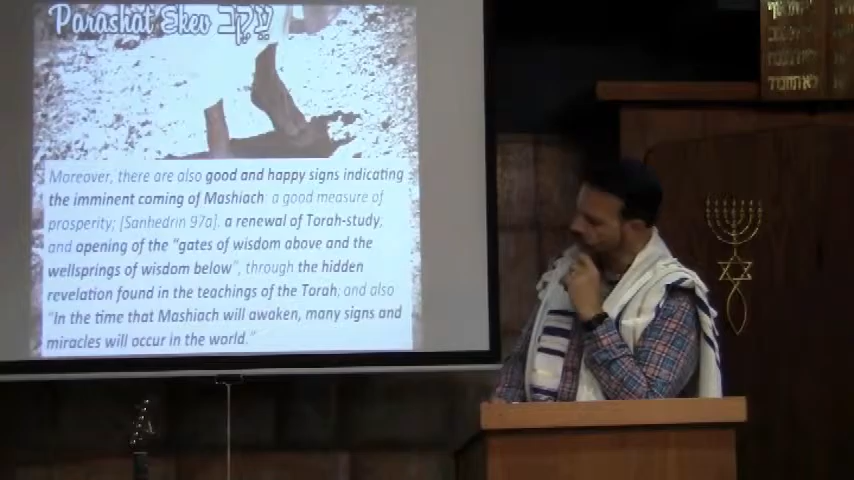 Parashat Ekev עֵקֶב
Moreover, there are also good and happy signs indicating
the imminent coming of Mashiach: a good measure of
prosperity; [Sanhedrin 97a]. a renewal of Torah-study,
and opening of the “gates of wisdom above and the
wellsprings of wisdom below”, through the hidden
revelation found in the teachings of the Torah; and also
“In the time that Mashiach will awaken, many signs and
miracles will occur in the world.”